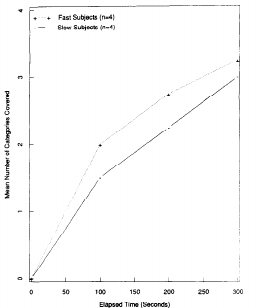 4
Fast Subjects (n=4)
Slow Subjects (n=4)
3
2
1
0
Mean Number of Categories Covered
0 50 100 150 200 250 300
Elapsed Time (Seconds)